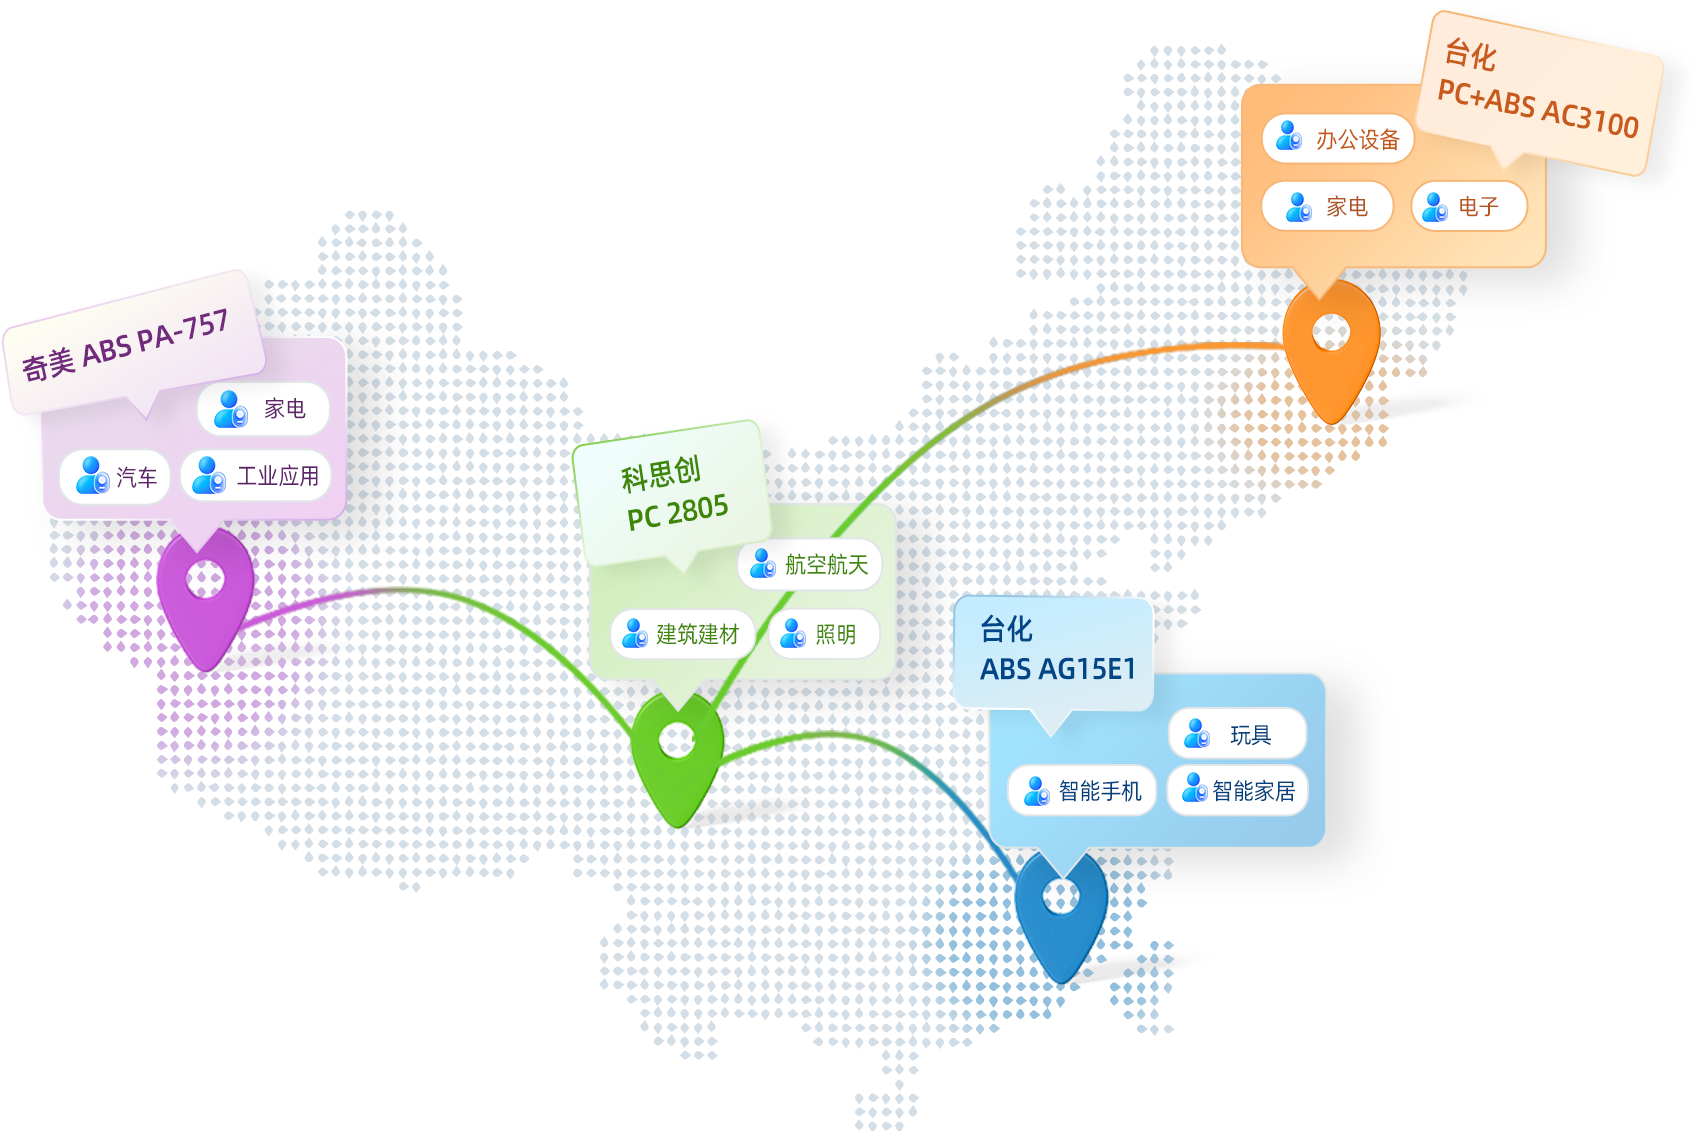 台化
PC+ABS AC3100
办公设备
家电
电子
奇美 ABS PA-757
家电
汽车
工业应用
科思创
PC 2805
航空航天
建筑建材
照明
台化
ABS AG15E1
玩具
智能手机
智能家居